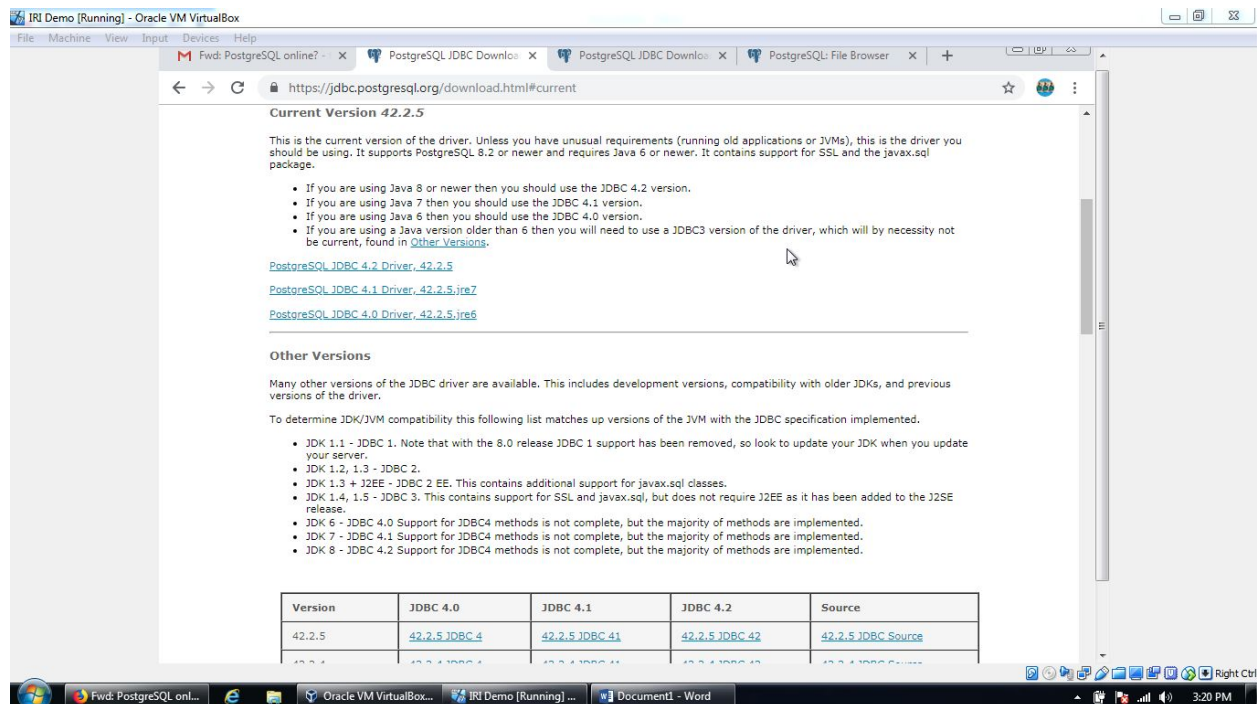 IRI Demo [Running] - Oracle VM VirtualBox
File Machine View Input Devices Help
Fwd: PostgreSQL online? -
PostgreSQL JDBC Downloa
PostgreSQL JDBC Downloa
PostgreSQL: File Browser
https://jdbc.postgresql.org/download.html#current
Current Version 42.2.5
This is the current version of the driver. Unless you have unusual requirements (running old applications or JVMs), this is the driver you
should be using. It supports PostgreSQL 8.2 or newer and requires Java 6 or newer. It contains support for SSL and the javax.sql
package.
• If you are using Java 8 or newer then you should use the JDBC 4.2 version.
• If you are using Java 7 then you should use the JDBC 4.1 version.
• If you are using Java 6 then you should use the JDBC 4.0 version.
• If you are using a Java version older than 6 then you will need to use a JDBC3 version of the driver, which will by necessity not
be current, found in Other Versions.
PostgreSQL JDBC 4.2 Driver, 42.2.5
PostgreSQL JDBC 4.1 Driver, 42.2.5.jre7
PostgreSQL JDBC 4.0 Driver, 42.2.5.jre6
Other Versions
Many other versions of the JDBC driver are available. This includes development versions, compatibility with older JDKs, and previous
versions of the driver.
To determine JDK/JVM compatibility this following list matches up versions of the JVM with the JDBC specification implemented.
• JDK 1.1 - JDBC 1. Note that with the 8.0 release JDBC 1 support has been removed, so look to update your JDK when you update
your server.
• JDK 1.2, 1.3 - JDBC 2.
• JDK 1.3 + J2EE - JDBC 2 EE. This contains additional support for javax.sql classes.
• JDK 1.4, 1.5 - JDBC 3. This contains support for SSL and javax.sql, but does not require J2EE as it has been added to the J2SE
release.
• JDK 6 - JDBC 4.0 Support for JDBC4 methods is not complete, but the majority of methods are implemented.
• JDK 7 - JDBC 4.1 Support for JDBC4 methods is not complete, but the majority of methods are implemented.
• JDK 8 - JDBC 4.2 Support for JDBC4 methods is not complete, but the majority of methods are implemented.
Version JDBC 4.0 JDBC 4.1 JDBC 4.2 Source
42.2.5 42.2.5 JDBC 4 42.2.5 JDBC 41 42.2.5 JDBC 42 42.2.5 JDBC Source
Right Ctrl
Fwd: PostgreSQL onl...
Oracle VM VirtualBox...
IRI Demo [Running] ...
Document1 - Word
3:20 PM